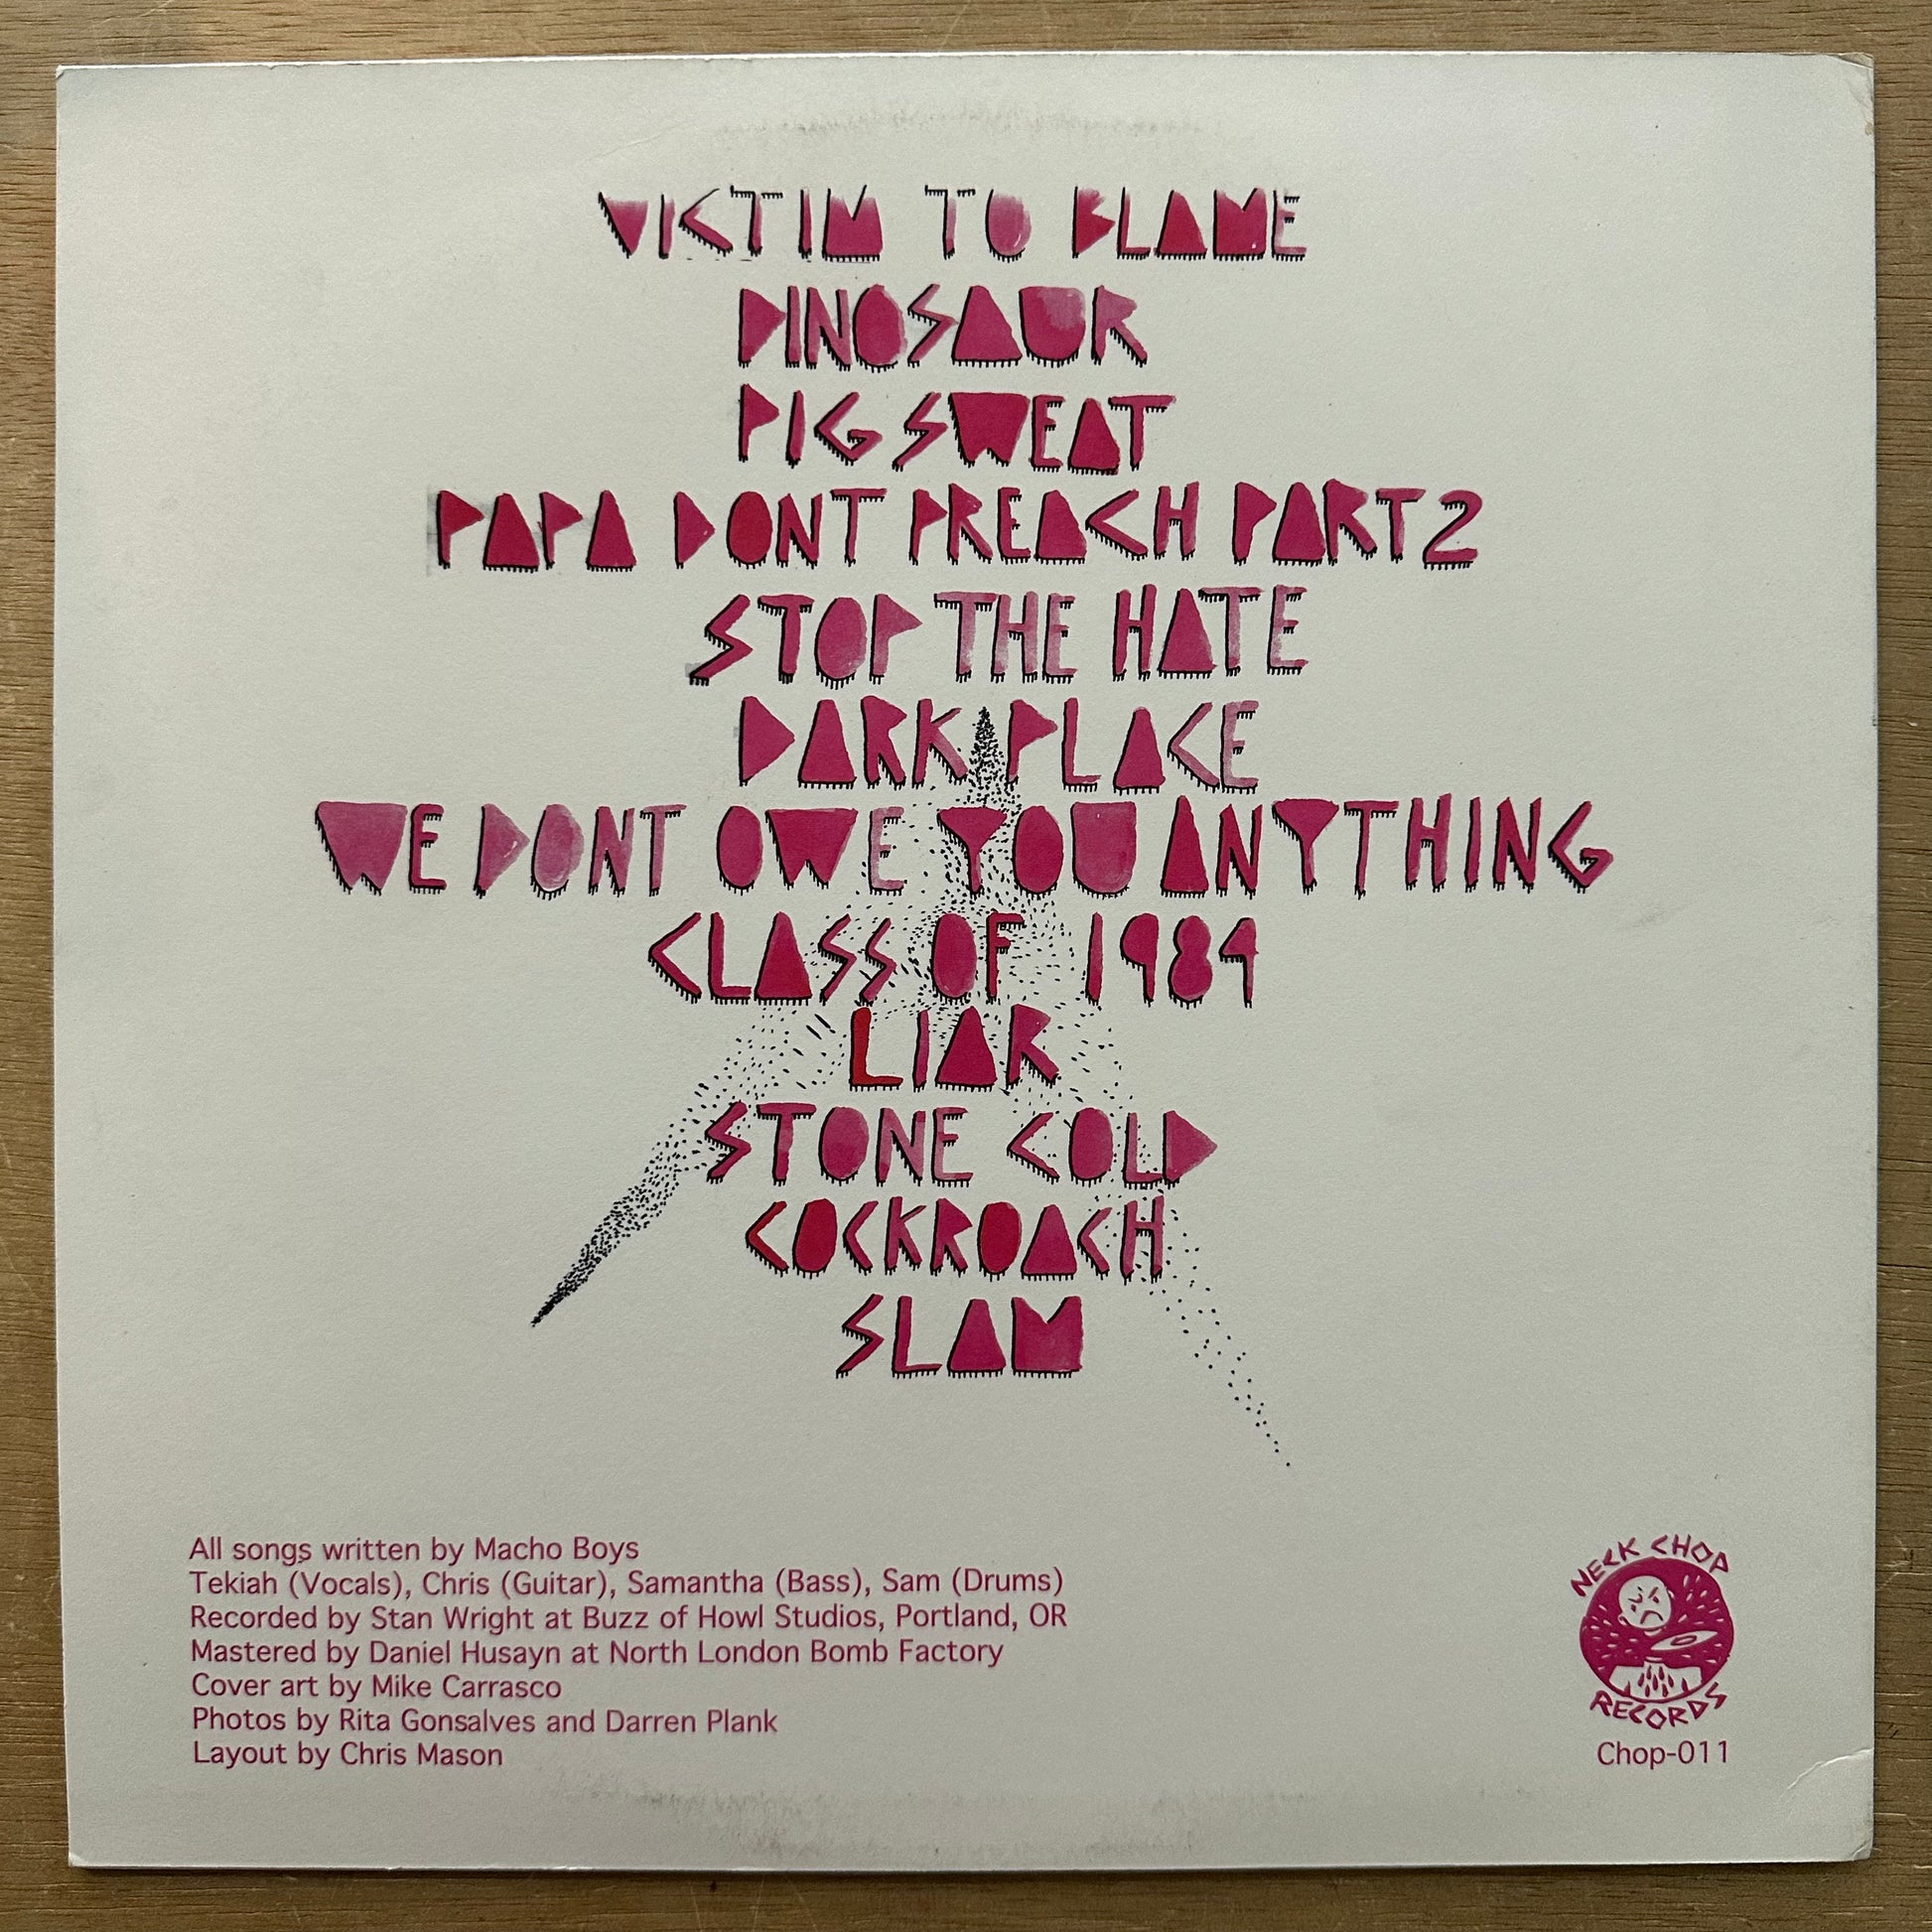 VICTIM TO BLAME
DINOSAUR
PIG SWEAT
PAPA DONT PREACH PART 2
STOP THE HATE
DARK PLACE
WE DONT OWE YOU ANYTHING
CLASS OF 1984
LIAR
STONE COLD
COCKROACH
SLAM
All songs written by Macho Boys
Tekiah (Vocals), Chris (Guitar), Samantha (Bass), Sam (Drums)
Recorded by Stan Wright at Buzz of Howl Studios, Portland, OR
Mastered by Daniel Husayn at North London Bomb Factory
Cover art by Mike Carrasco
Photos by Rita Gonsalves and Darren Plank
Layout by Chris Mason
NECK CHOP
RECORDS
Chop-011